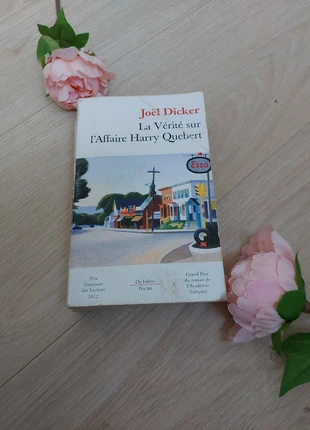 Joël Dicker
La Vérité sur
l'Affaire Harry Quebert
Esso
Prix
Goncourt
des Lycéens
2012
De Fallois
Poche
Grand Prix
du roman de
l'Académie
française